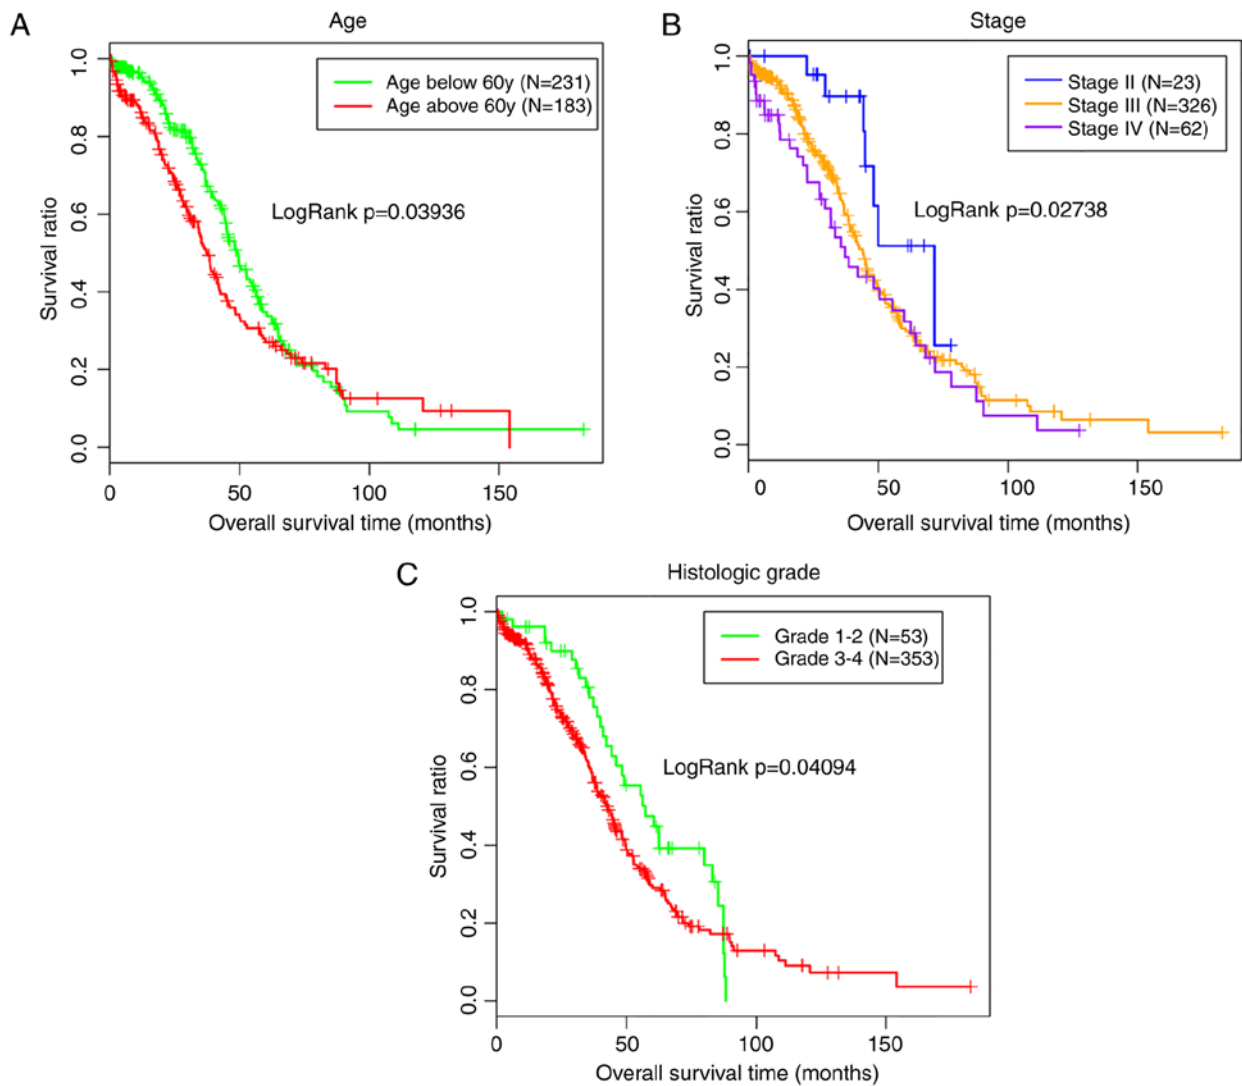 A
Age
1.0
0.8
0.6
0.4
0.2
0.0
Survival ratio
Age below 60y (N=231)
Age above 60y (N=183)
LogRank p=0.03936
0 50 100 150
Overall survival time (months)
B
Stage
1.0
0.8
0.6
0.4
0.2
0.0
Survival ratio
Stage II (N=23)
Stage III (N=326)
Stage IV (N=62)
LogRank p=0.02738
0 50 100 150
Overall survival time (months)
C
Histologic grade
1.0
0.8
0.6
0.4
0.2
0.0
Survival ratio
Grade 1-2 (N=53)
Grade 3-4 (N=353)
LogRank p=0.04094
0 50 100 150
Overall survival time (months)